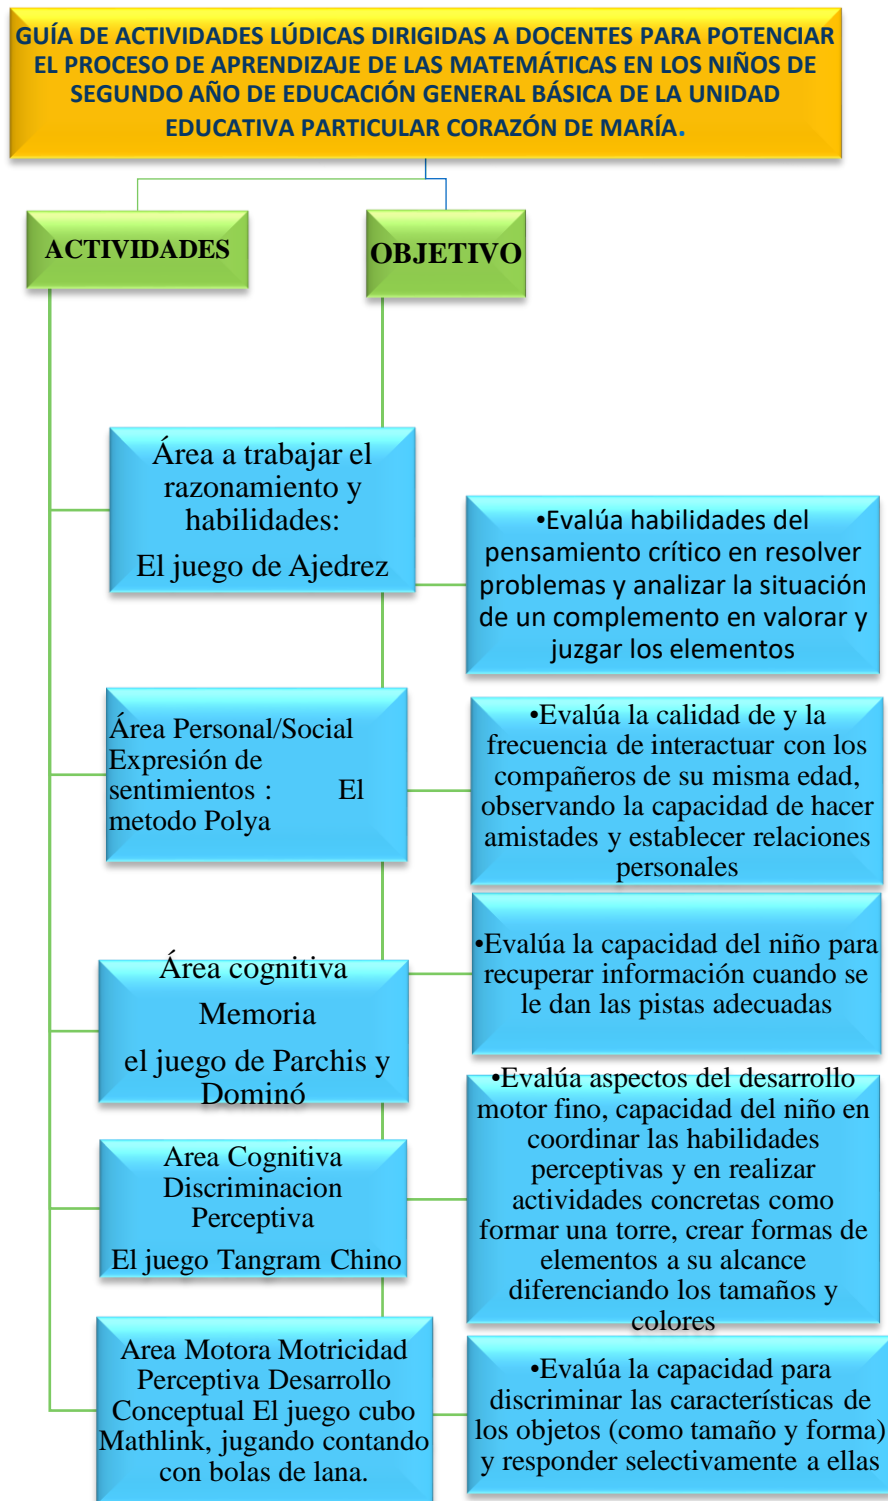 GUÍA DE ACTIVIDADES LÚDICAS DIRIGIDAS A DOCENTES PARA POTENCIAR
EL PROCESO DE APRENDIZAJE DE LAS MATEMÁTICAS EN LOS NIÑOS DE
SEGUNDO AÑO DE EDUCACIÓN GENERAL BÁSICA DE LA UNIDAD
EDUCATIVA PARTICULAR CORAZÓN DE MARÍA.
ACTIVIDADES
OBJETIVO
Área a trabajar el
razonamiento y
habilidades:
El juego de Ajedrez
•Evalúa habilidades del
pensamiento crítico en resolver
problemas y analizar la situación
de un complemento en valorar y
juzgar los elementos
Área Personal/Social
Expresión de
sentimientos : El
metodo Polya
•Evalúa la calidad de y la
frecuencia de interactuar con los
compañeros de su misma edad,
observando la capacidad de hacer
amistades y establecer relaciones
personales
Área cognitiva
Memoria
el juego de Parchis y
Dominó
•Evalúa la capacidad del niño para
recuperar información cuando se
le dan las pistas adecuadas
Area Cognitiva
Discriminacion
Perceptiva
El juego Tangram Chino
•Evalúa aspectos del desarrollo
motor fino, capacidad del niño en
coordinar las habilidades
perceptivas y en realizar
actividades concretas como
formar una torre, crear formas de
elementos a su alcance
diferenciando los tamaños y
colores
Area Motora Motricidad
Perceptiva Desarrollo
Conceptual El juego cubo
Mathlink, jugando contando
con bolas de lana.
•Evalúa la capacidad para
discriminar las características de
los objetos (como tamaño y forma)
y responder selectivamente a ellas